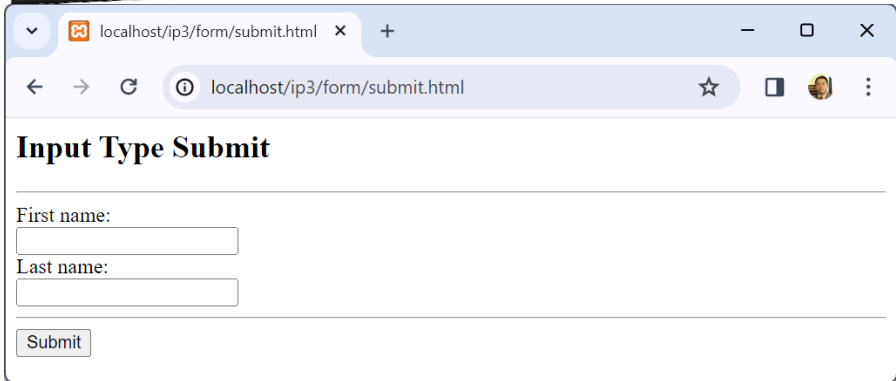 localhost/ip3/form/submit.html
localhost/ip3/form/submit.html
Input Type Submit
First name:
Last name:
Submit